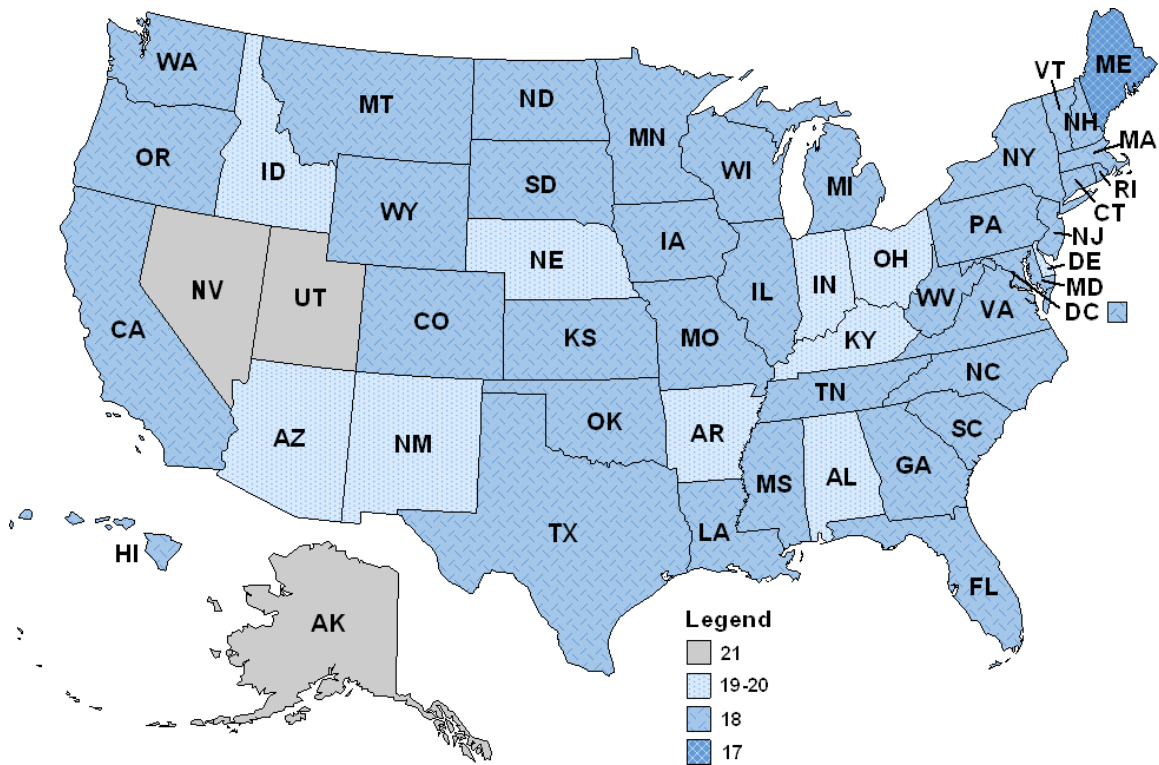 WA
MT
ND
MN
VT
ME
NH
MA
OR
ID
SD
WI
MI
NY
RI
CT
WY
IA
PA
NJ
NE
OH
DE
NV
UT
IN
MD
IL
WV
DC
CA
CO
KS
MO
VA
KY
NC
TN
AZ
NM
OK
AR
SC
GA
MS
AL
TX
LA
HI
FL
AK
Legend
21
19-20
18
17